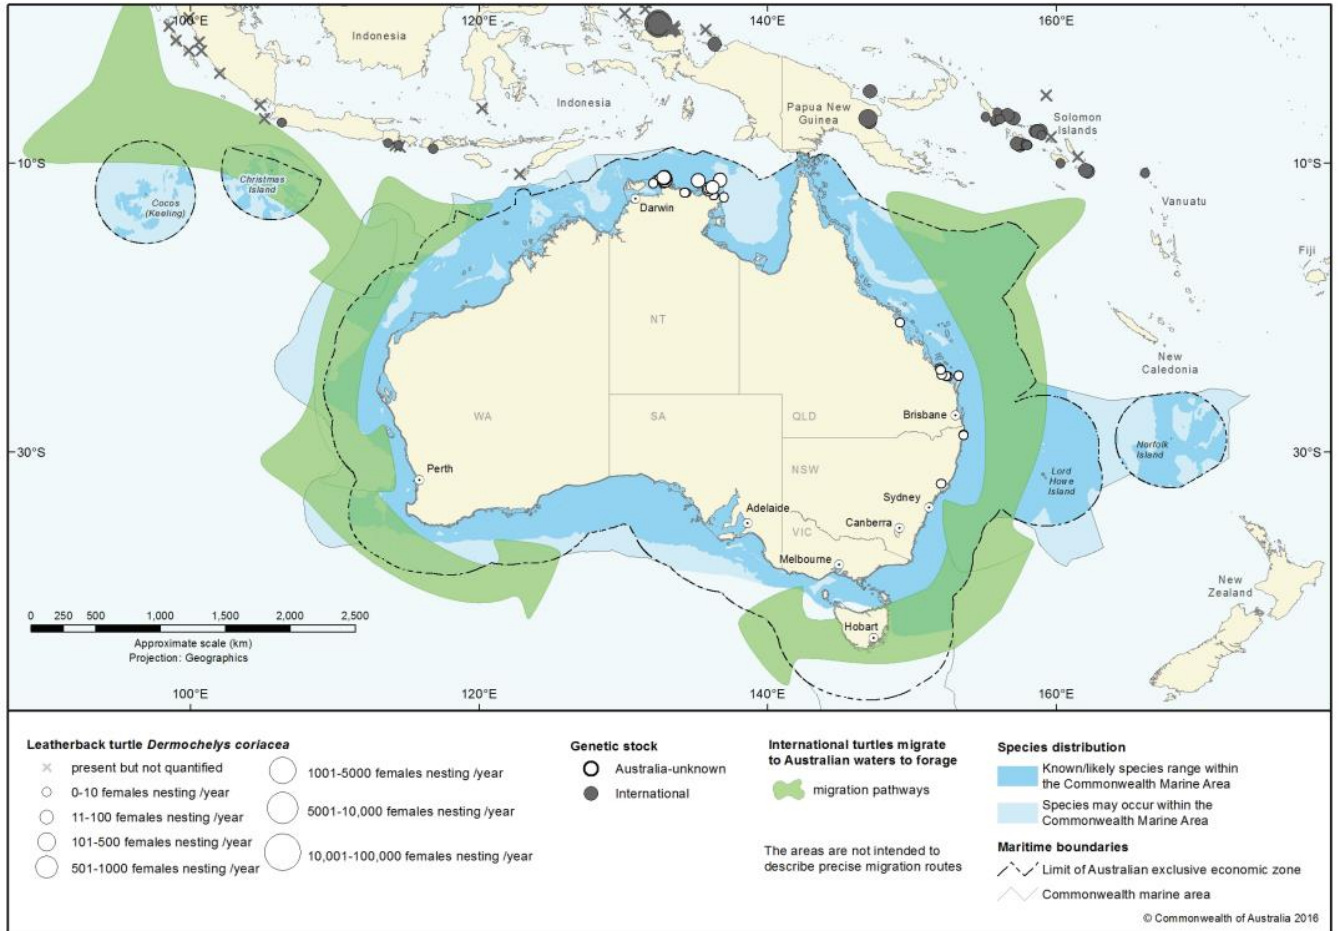 100°E
120°E
140°E
160°E
Indonesia
Indonesia
Papua New
Guinea
Solomon
Islands
10°S
10°S
Christmas
Island
Cocos
(Keeling)
Darwin
Vanuatu
Fiji
NT
New
Caledonia
WA
SA
QLD
Brisbane
30°S
30°S
Norfolk
Island
Perth
NSW
Lord
Howe
Island
Sydney
Adelaide
Canberra
VIC
Melbourne
New
Zealand
Hobart
0 250 500 1,000 1,500 2,000 2,500
Approximate scale (km)
Projection: Geographics
100°E
120°E
140°E
160°E
Leatherback turtle Dermochelys coriacea
present but not quantified
0-10 females nesting /year
11-100 females nesting /year
101-500 females nesting /year
501-1000 females nesting /year
1001-5000 females nesting /year
5001-10,000 females nesting /year
10,001-100,000 females nesting /year
Genetic stock
Australia-unknown
International
International turtles migrate
to Australian waters to forage
migration pathways
The areas are not intended to
describe precise migration routes
Species distribution
Known/likely species range within
the Commonwealth Marine Area
Species may occur within the
Commonwealth Marine Area
Maritime boundaries
Limit of Australian exclusive economic zone
Commonwealth marine area
© Commonwealth of Australia 2016